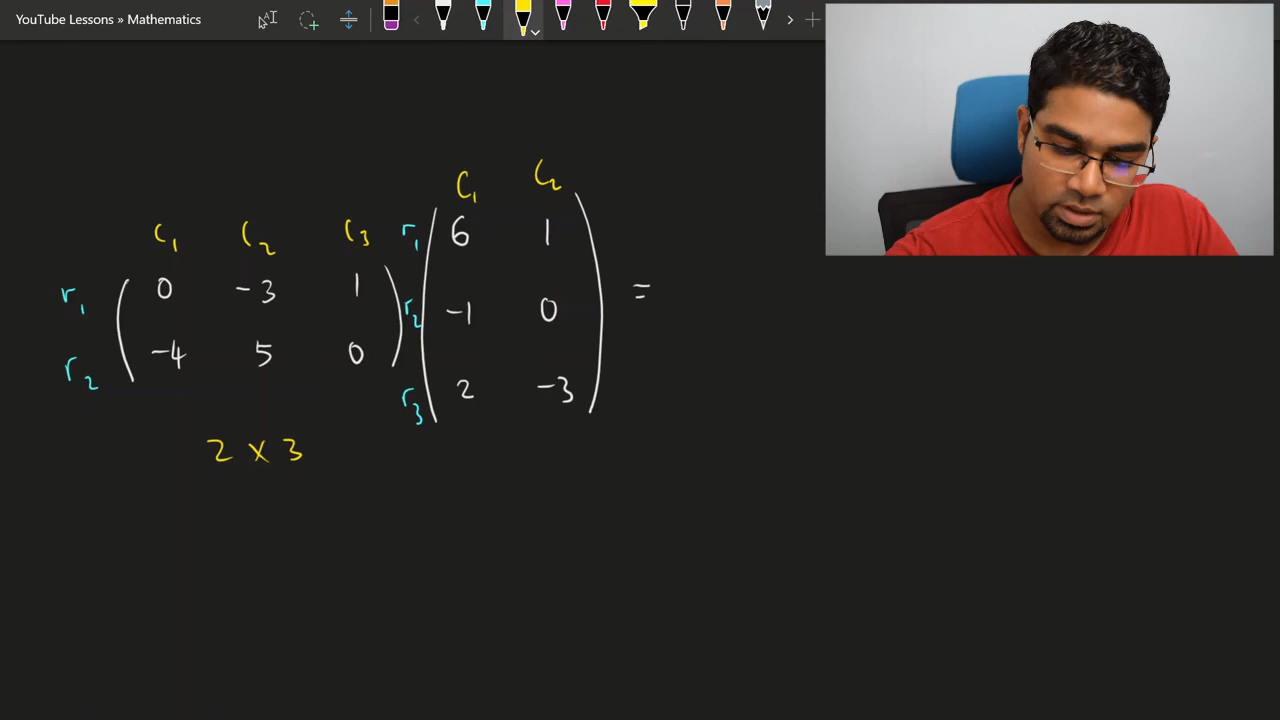 YouTube Lessons » Mathematics
C₁ C₂
C₁ C₂ C₃ r₁ 6 1
r₁ 0 -3 1 r₂ -1 0 =
r₂ -4 5 0 r₃ 2 -3
2 x 3